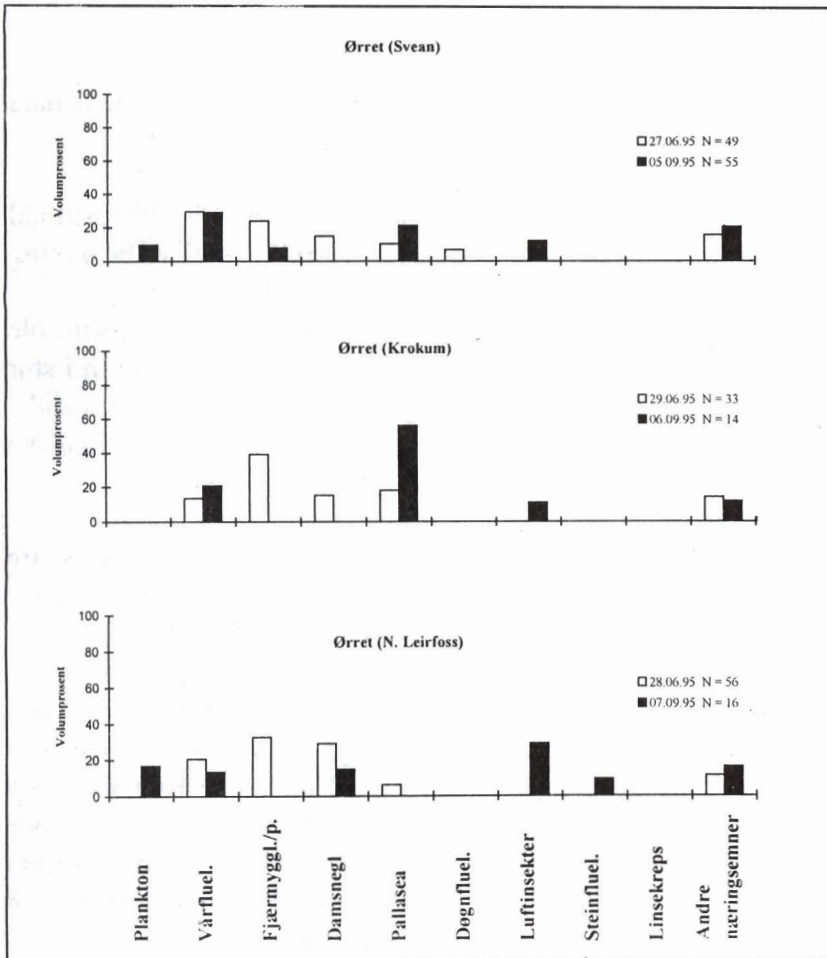 Ørret (Svean)
Volumprosent
100
80
60
40
20
0
27.06.95 N = 49
05.09.95 N = 55
Ørret (Krokum)
Volumprosent
100
80
60
40
20
0
29.06.95 N = 33
06.09.95 N = 14
Ørret (N. Leirfoss)
Volumprosent
100
80
60
40
20
0
28.06.95 N = 56
07.09.95 N = 16
Plankton
Vårfluel.
Fjærmyggl./p.
Damsnegl
Pallasea
Døgnfluel.
Luftinsekter
Steinfluel.
Linsekreps
Andre
næringsemner